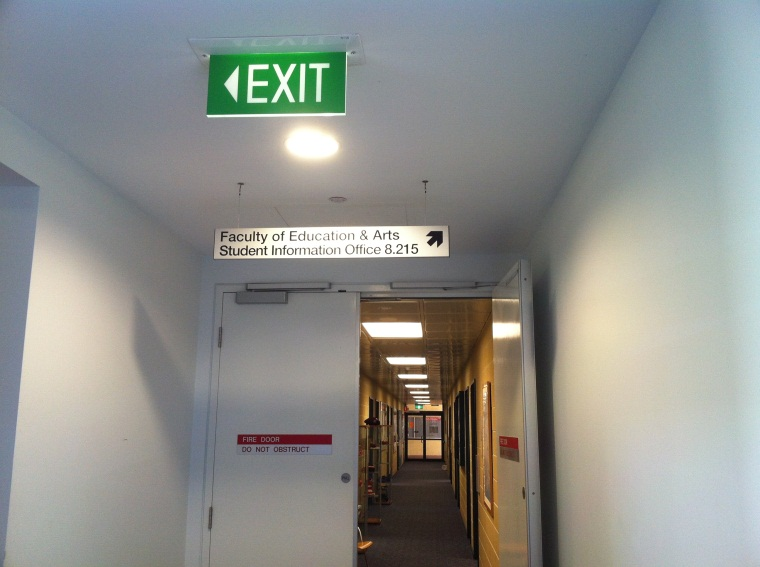 EXIT
Faculty of Education & Arts
Student Information Office 8.215
FIRE DOOR
DO NOT OBSTRUCT